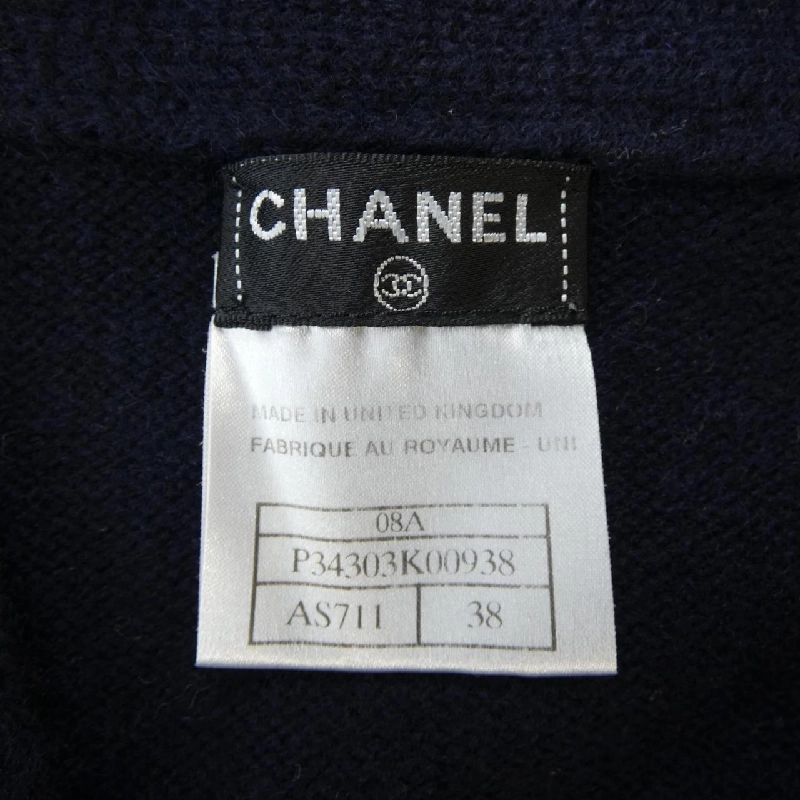 CHANEL
MADE IN UNITED KINGDOM
FABRIQUE AU ROYAUME - UNI
08A
P34303K00938
AS711 38